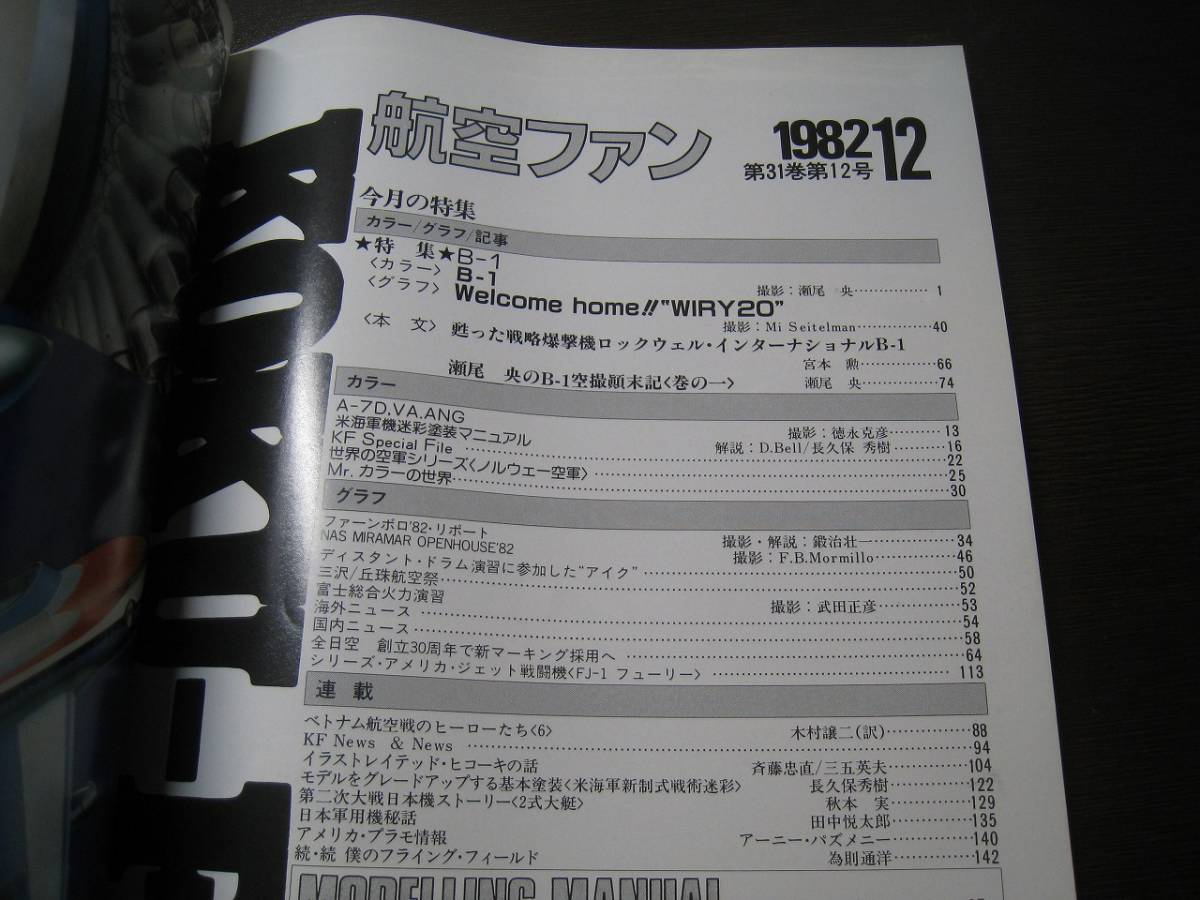 航空ファン
1982 12
第31巻第12号
今月の特集
カラー/グラフ/記事
★特　集★B-1
〈カラー〉 B-1 撮影：瀬尾　央…………… 1
〈グラフ〉 Welcome home!! “WIRY20”
撮影：Mi Seitelman…………40
〈本　文〉 甦った戦略爆撃機ロックウェル・インターナショナルB-1
宮本　勲…………66
瀬尾　央のB-1空撮顛末記〈巻の一〉 瀬尾　央…………74
カラー
A-7D,VA.ANG 撮影：徳永克彦………13
米海軍機迷彩塗装マニュアル 解説：D.Bell/長久保 秀樹………16
KF Special File ………22
世界の空軍シリーズ〈ノルウェー空軍〉………25
Mr. カラーの世界………30
グラフ
ファーンボロ'82・リポート 撮影・解説：鍛治壮一…………34
NAS MIRAMAR OPENHOUSE'82 撮影：F.B.Mormillo…………46
ディスタント・ドラム演習に参加した“アイク”…………50
三沢/丘珠航空祭…………52
富士総合火力演習 撮影：武田正彦…………53
海外ニュース…………54
国内ニュース…………58
全日空　創立30周年で新マーキング採用へ…………64
シリーズ・アメリカ・ジェット戦闘機〈FJ-1 フューリー〉…………113
連 載
ベトナム航空戦のヒーローたち〈6〉 木村譲二(訳)…………88
KF News & News…………94
イラストレイテッド・ヒコーキの話 斉藤忠直/三五英夫…………104
モデルをグレードアップする基本塗装〈米海軍新制式戦術迷彩〉 長久保秀樹…………122
第二次大戦日本機ストーリー〈2式大艇〉 秋本　実…………129
日本軍用機秘話 田中悦太郎…………135
アメリカ・プラモ情報 アーニー・パズメニー…………140
続・続 僕のフライング・フィールド 為則通洋…………142
MODELLING MANUAL